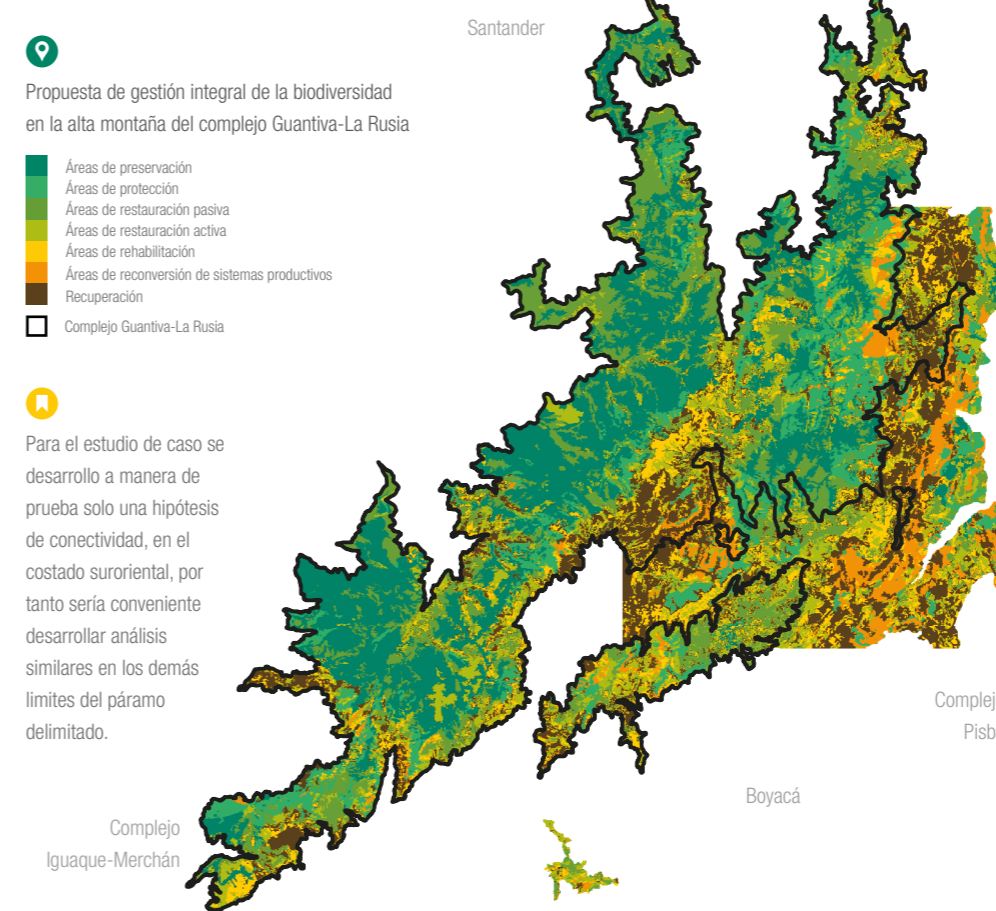 Santander
Propuesta de gestión integral de la biodiversidad
en la alta montaña del complejo Guantiva-La Rusia
Áreas de preservación
Áreas de protección
Áreas de restauración pasiva
Áreas de restauración activa
Áreas de rehabilitación
Áreas de reconversión de sistemas productivos
Recuperación
Complejo Guantiva-La Rusia
Para el estudio de caso se
desarrollo a manera de
prueba solo una hipótesis
de conectividad, en el
costado suroriental, por
tanto sería conveniente
desarrollar análisis
similares en los demás
limites del páramo
delimitado.
Complej
Pisb
Boyacá
Complejo
Iguaque-Merchán